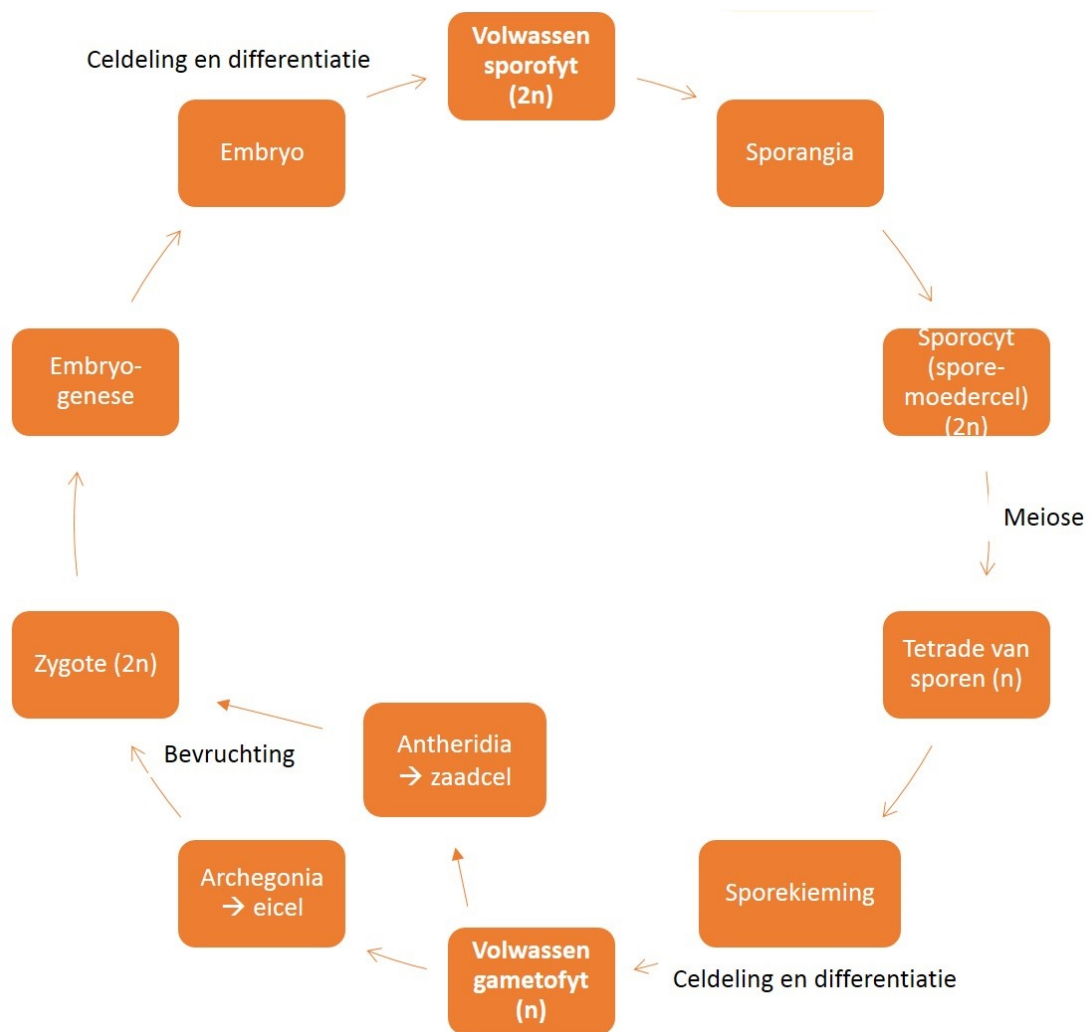 Volwassen
sporofyt
(2n)
Celdeling en differentiatie
Embryo
Sporangia
Embryo-
genese
Sporocyt
(spore-
moedercel)
(2n)
Meiose
Zygote (2n)
Tetrade van
sporen (n)
Antheridia
→ zaadcel
Bevruchting
Archegonia
→ eicel
Sporekieming
Volwassen
gametofyt
(n)
Celdeling en differentiatie